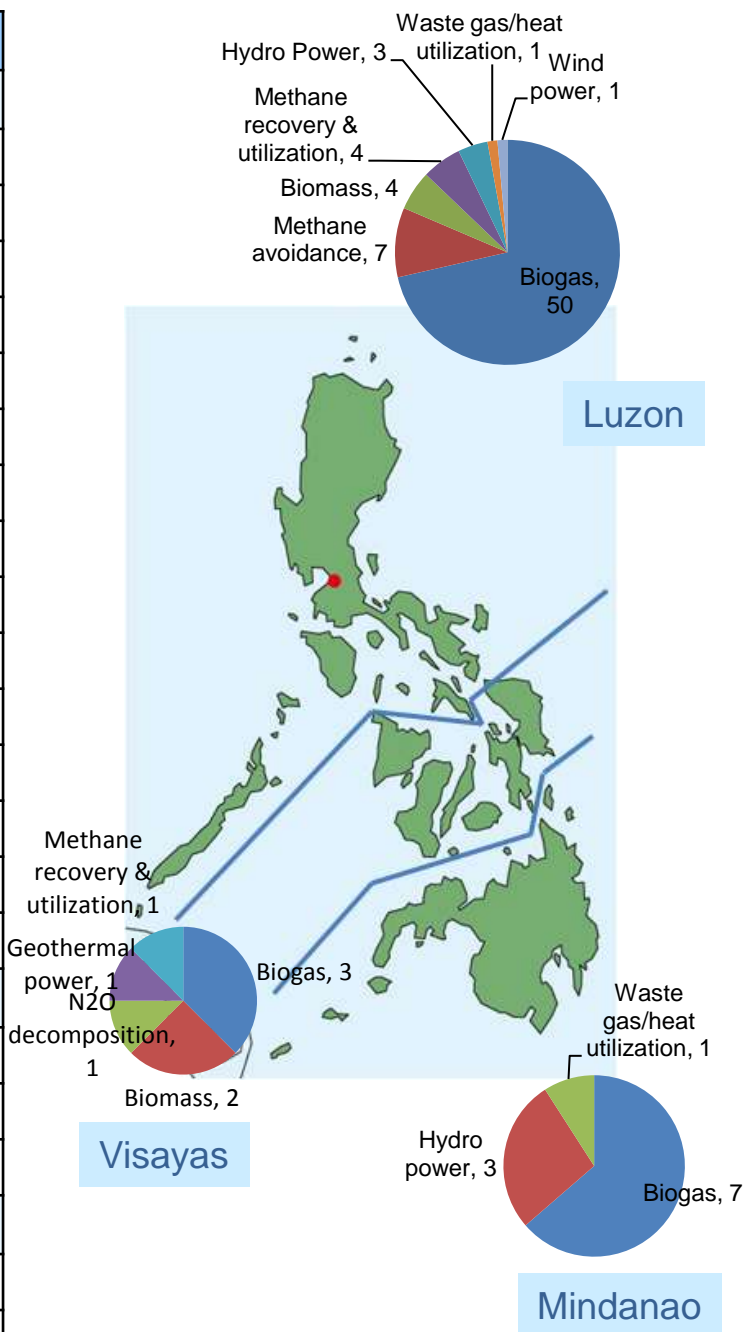 Waste gas/heat
utilization, 1
Hydro Power, 3
Wind
power, 1
Methane
recovery &
utilization, 4
Biomass, 4
Methane
avoidance, 7
Biogas,
50
Luzon
Methane
recovery &
utilization, 1
Geothermal
power, 1
Biogas, 3
N2O
decomposition,
1
Biomass, 2
Visayas
Waste
gas/heat
utilization, 1
Hydro
power, 3
Biogas, 7
Mindanao